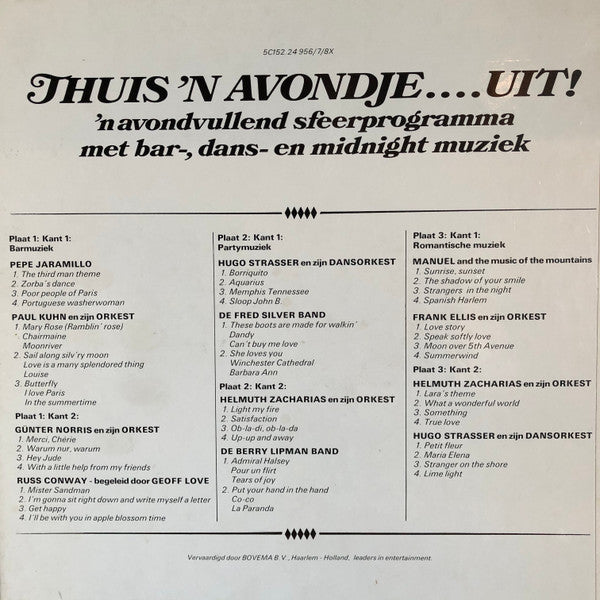 5C152.24 956/7/8X
THUIS 'N AVONDJE....UIT!
'n avondvullend sfeerprogramma
met bar-, dans- en midnight muziek
Plaat 1: Kant 1:
Barmuziek
PEPE JARAMILLO
1. The third man theme
2. Zorba's dance
3. Poor people of Paris
4. Portuguese washerwoman
PAUL KUHN en zijn ORKEST
1. Mary Rose (Ramblin' rose)
Chairmaine
Moonriver
2. Sail along silv'ry moon
Love is a many splendored thing
Louise
3. Butterfly
I love Paris
In the summertime
Plaat 1: Kant 2:
GÜNTER NORRIS en zijn ORKEST
1. Merci, Chérie
2. Warum nur, warum
3. Hey Jude
4. With a little help from my friends
RUSS CONWAY - begeleid door GEOFF LOVE
1. Mister Sandman
2. I'm gonna sit right down and write myself a letter
3. Get happy
4. I'll be with you in apple blossom time
Plaat 2: Kant 1:
Partymuziek
HUGO STRASSER en zijn DANSORKEST
1. Borriquito
2. Aquarius
3. Memphis Tennessee
4. Sloop John B.
DE FRED SILVER BAND
1. These boots are made for walkin'
Dandy
Can't buy me love
2. She loves you
Winchester Cathedral
Barbara Ann
Plaat 2: Kant 2:
HELMUTH ZACHARIAS en zijn ORKEST
1. Light my fire
2. Satisfaction
3. Ob-la-di, ob-la-da
4. Up-up and away
DE BERRY LIPMAN BAND
1. Admiral Halsey
Pour un flirt
Tears of joy
2. Put your hand in the hand
Co-co
La Paranda
Plaat 3: Kant 1:
Romantische muziek
MANUEL and the music of the mountains
1. Sunrise, sunset
2. The shadow of your smile
3. Strangers in the night
4. Spanish Harlem
FRANK ELLIS en zijn ORKEST
1. Love story
2. Speak softly love
3. Moon over 5th Avenue
4. Summerwind
Plaat 3: Kant 2:
HELMUTH ZACHARIAS en zijn ORKEST
1. Lara's theme
2. What a wonderful world
3. Something
4. True love
HUGO STRASSER en zijn DANSORKEST
1. Petit fleur
2. Maria Elena
3. Stranger on the shore
4. Lime light
Vervaardigd door BOVEMA B.V., Haarlem - Holland, leaders in entertainment.